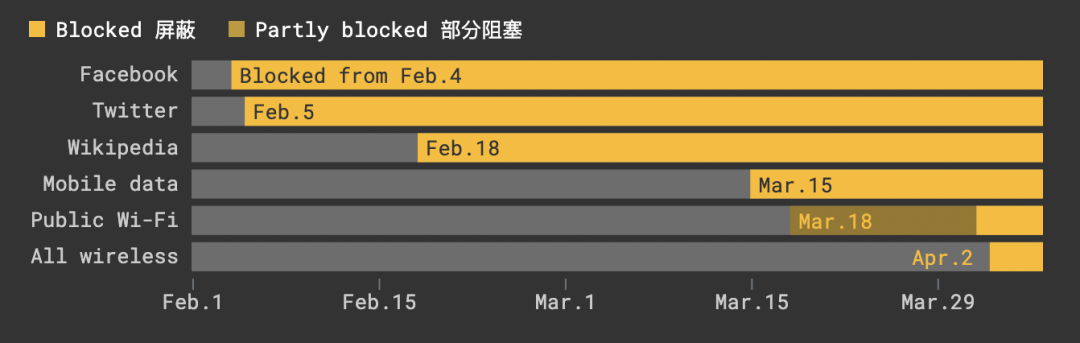 Blocked 屏蔽 Partly blocked 部分阻塞
Facebook Blocked from Feb.4
Twitter Feb.5
Wikipedia Feb.18
Mobile data Mar.15
Public Wi-Fi Mar.18
All wireless Apr.2
Feb.1 Feb.15 Mar.1 Mar.15 Mar.29